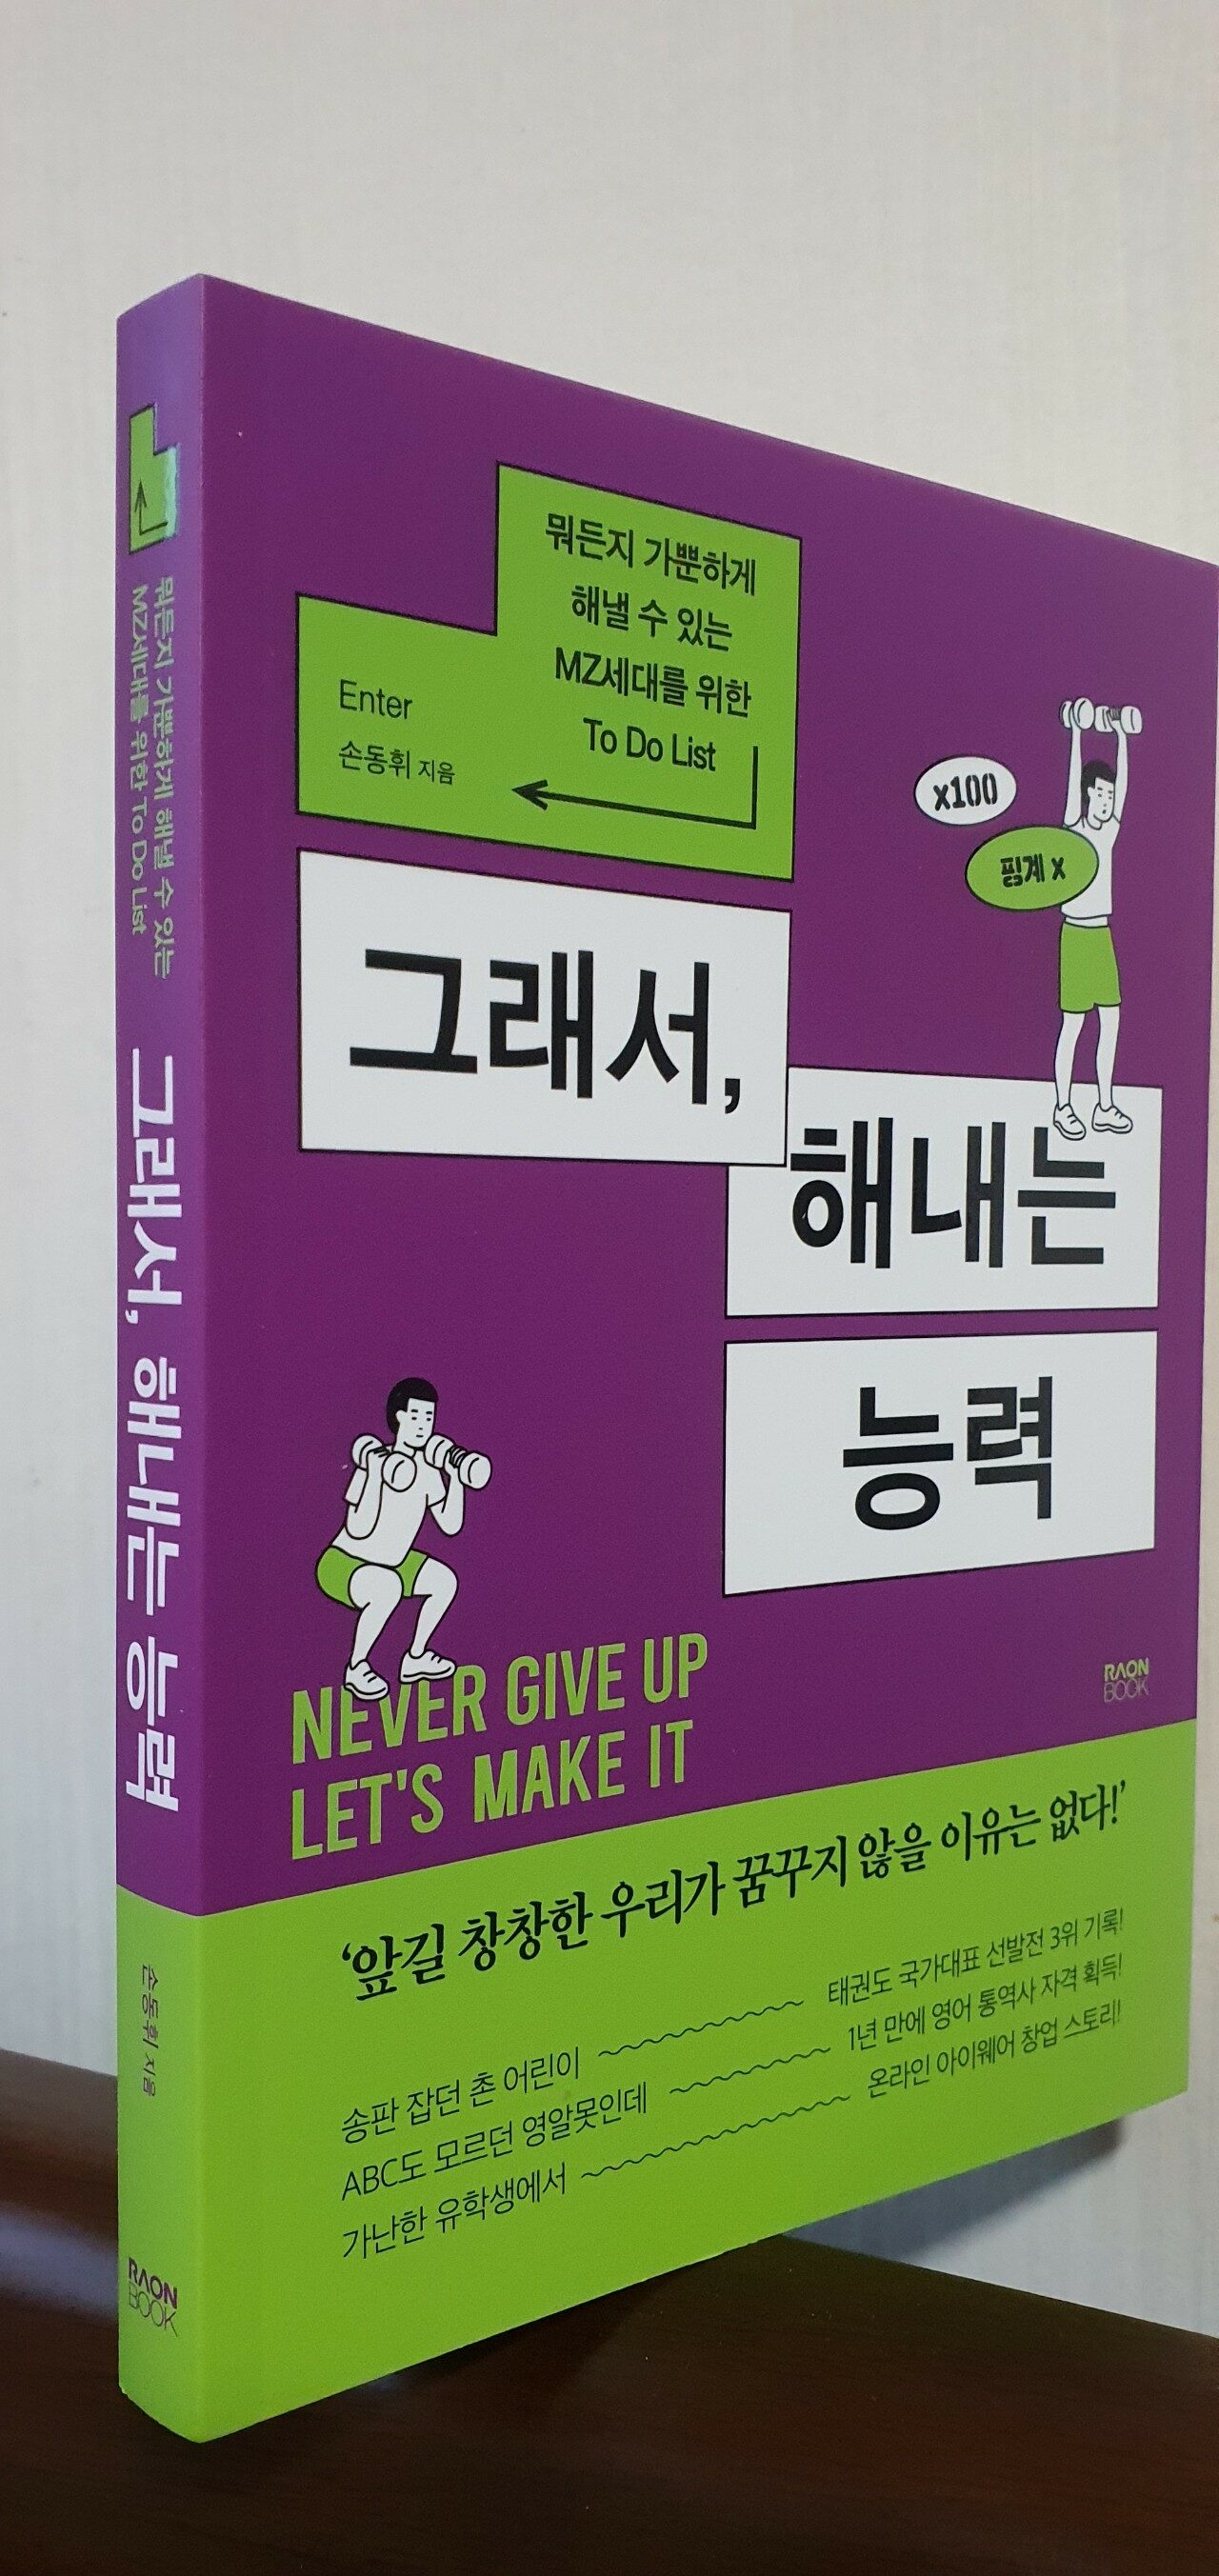 뭐든지 가뿐하게 해낼 수 있는
MZ세대를 위한 To Do List
그래서, 해내는 능력
손동휘 지음
RAON
BOOK
뭐든지 가뿐하게
해낼 수 있는
MZ세대를 위한
To Do List
Enter
손동휘 지음
x100
핑계 x
그래서,
해내는
능력
NEVER GIVE UP
LET'S MAKE IT
RAON
BOOK
‘앞길 창창한 우리가 꿈꾸지 않을 이유는 없다!’
송판 잡던 촌 어린이 태권도 국가대표 선발전 3위 기록!
ABC도 모르던 영알못인데 1년 만에 영어 통역사 자격 획득!
가난한 유학생에서 온라인 아이웨어 창업 스토리!